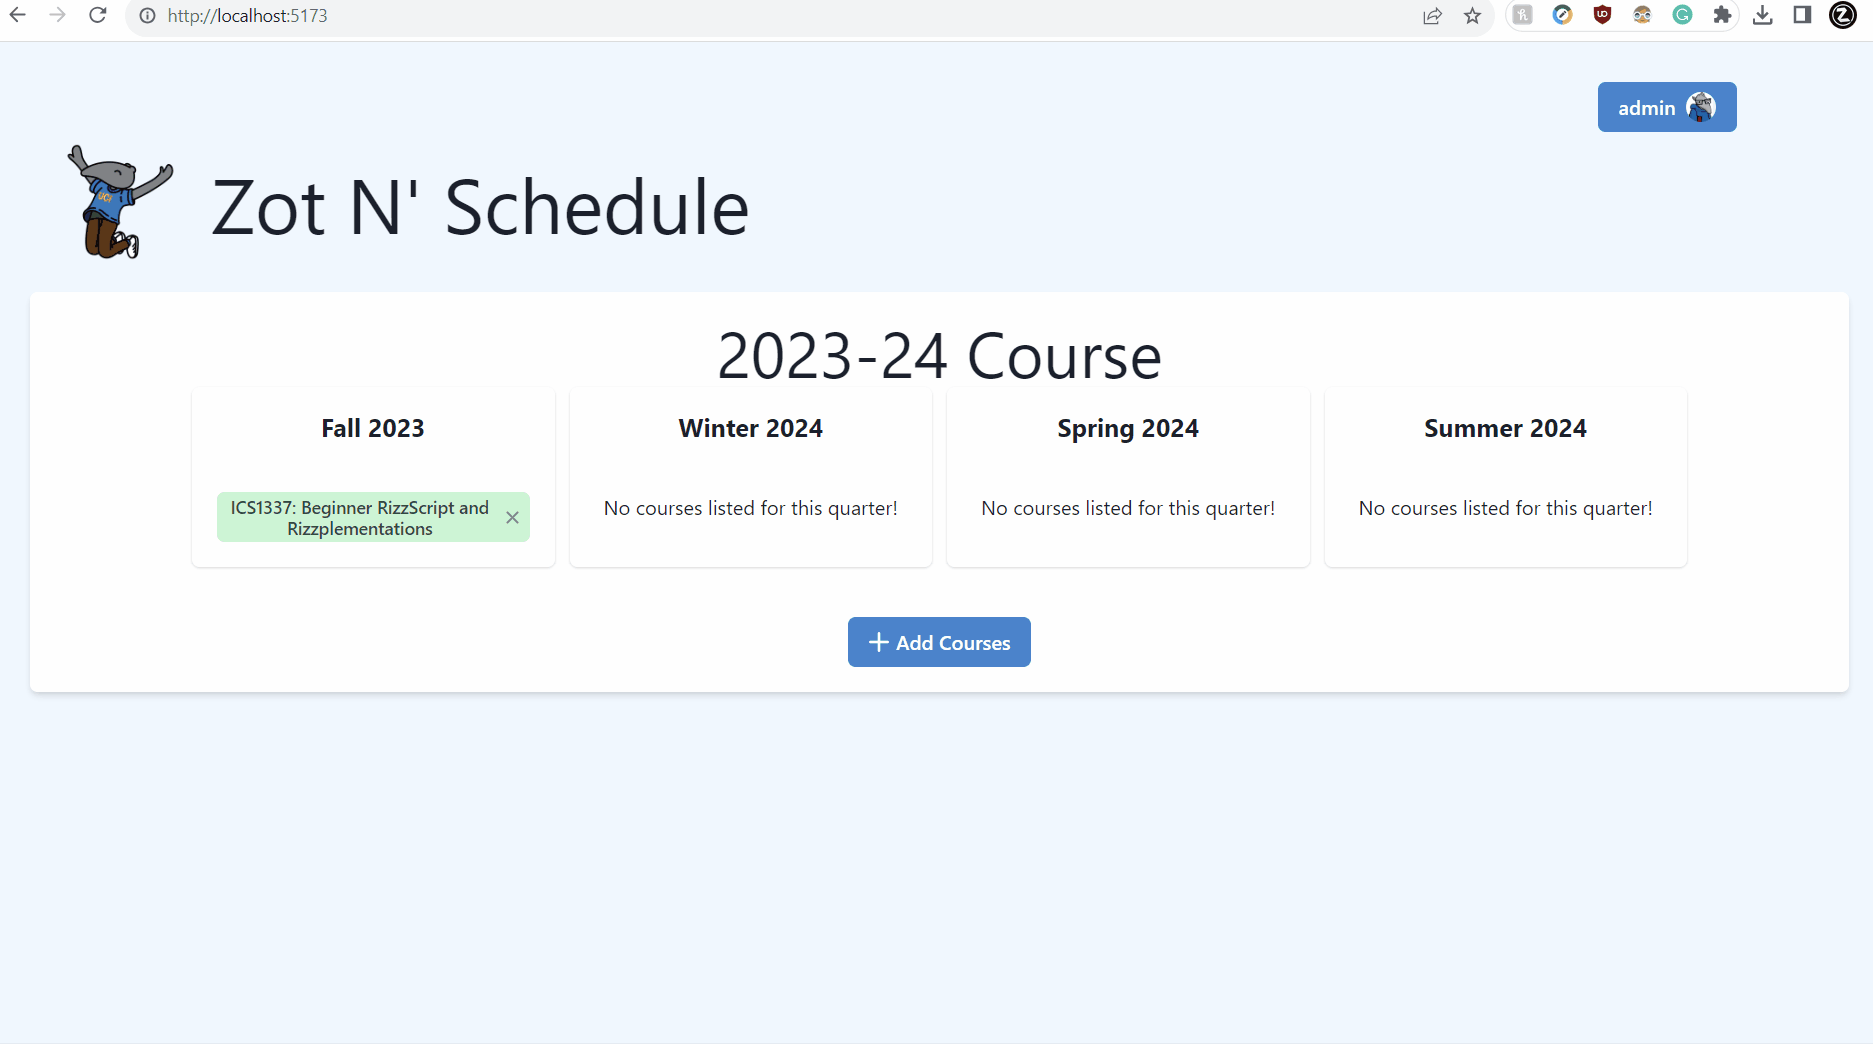 http://localhost:5173
admin
UCI
Zot N' Schedule
2023-24 Course
Fall 2023
ICS1337: Beginner RizzScript and
Rizzplementations
Winter 2024
No courses listed for this quarter!
Spring 2024
No courses listed for this quarter!
Summer 2024
No courses listed for this quarter!
Add Courses